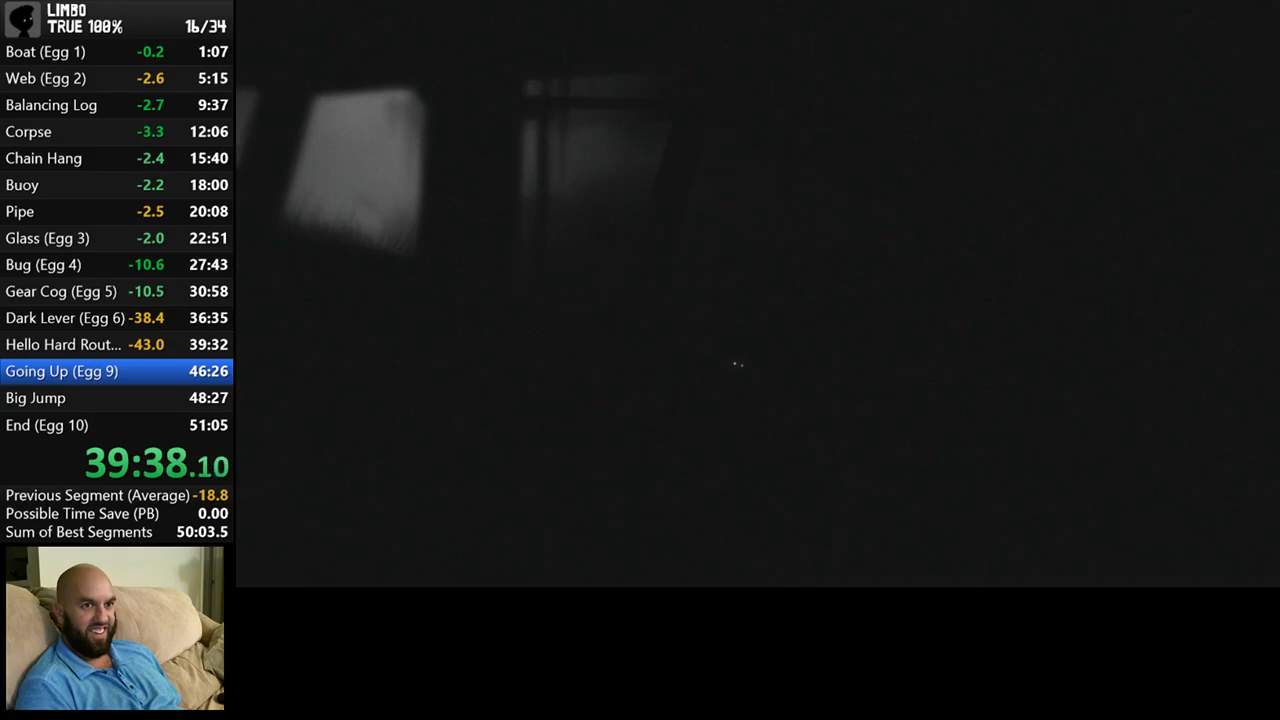 LIMBO
TRUE 100% 16/34
Boat (Egg 1) -0.2 1:07
Web (Egg 2) -2.6 5:15
Balancing Log -2.7 9:37
Corpse -3.3 12:06
Chain Hang -2.4 15:40
Buoy -2.2 18:00
Pipe -2.5 20:08
Glass (Egg 3) -2.0 22:51
Bug (Egg 4) -10.6 27:43
Gear Cog (Egg 5) -10.5 30:58
Dark Lever (Egg 6) -38.4 36:35
Hello Hard Rout... -43.0 39:32
Going Up (Egg 9) 46:26
Big Jump 48:27
End (Egg 10) 51:05
39:38.10
Previous Segment (Average) -18.8
Possible Time Save (PB) 0.00
Sum of Best Segments 50:03.5